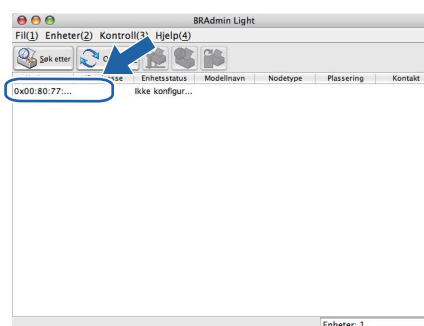 BRAdmin Light
Fil(1) Enheter(2) Kontroll(3) Hjelp(4)
Søk etter
Enhetsstatus Modellnavn Nodetype Plassering Kontakt
0x00:80:77:... Ikke konfigur...
Enheter: 1